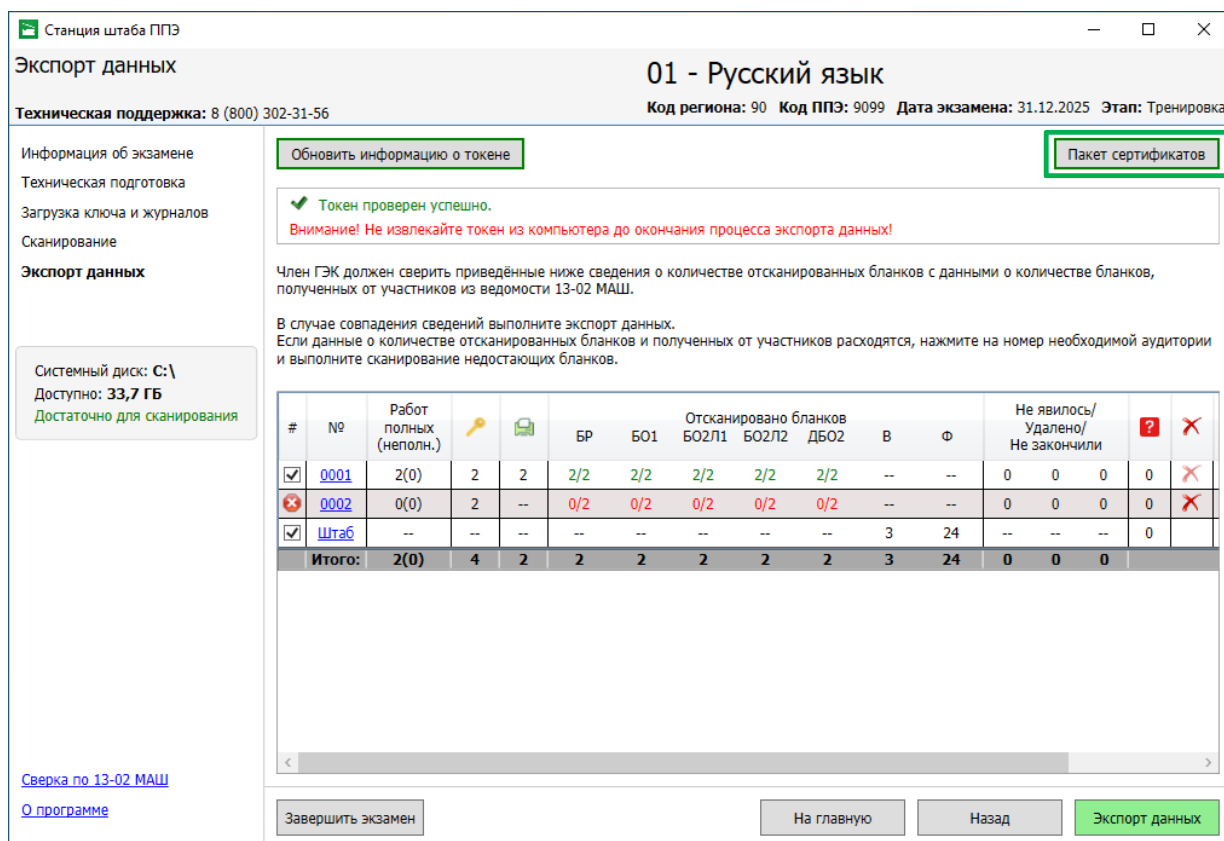 Станция штаба ППЭ
Экспорт данных
01 - Русский язык
Техническая поддержка: 8 (800) 302-31-56
Код региона: 90 Код ППЭ: 9099 Дата экзамена: 31.12.2025 Этап: Тренировка
Информация об экзамене
Техническая подготовка
Загрузка ключа и журналов
Сканирование
Экспорт данных
Системный диск: C:\
Доступно: 33,7 ГБ
Достаточно для сканирования
Сверка по 13-02 МАШ
О программе
Обновить информацию о токене
Пакет сертификатов
Токен проверен успешно.
Внимание! Не извлекайте токен из компьютера до окончания процесса экспорта данных!
Член ГЭК должен сверить приведённые ниже сведения о количестве отсканированных бланков с данными о количестве бланков,
полученных от участников из ведомости 13-02 МАШ.
В случае совпадения сведений выполните экспорт данных.
Если данные о количестве отсканированных бланков и полученных от участников расходятся, нажмите на номер необходимой аудитории
и выполните сканирование недостающих бланков.
# № Работ полных (неполн.) Отсканировано бланков БР БО1 БО2Л1 БО2Л2 ДБО2 В Ф Не явилось/ Удалено/ Не закончили ?
0001 2(0) 2 2 2/2 2/2 2/2 2/2 2/2 -- -- 0 0 0 0
0002 0(0) 2 -- 0/2 0/2 0/2 0/2 0/2 -- -- 0 0 0 0
Штаб -- -- -- -- -- -- -- -- 3 24 -- -- -- 0
Итого: 2(0) 4 2 2 2 2 2 2 3 24 0 0 0
Завершить экзамен
На главную
Назад
Экспорт данных